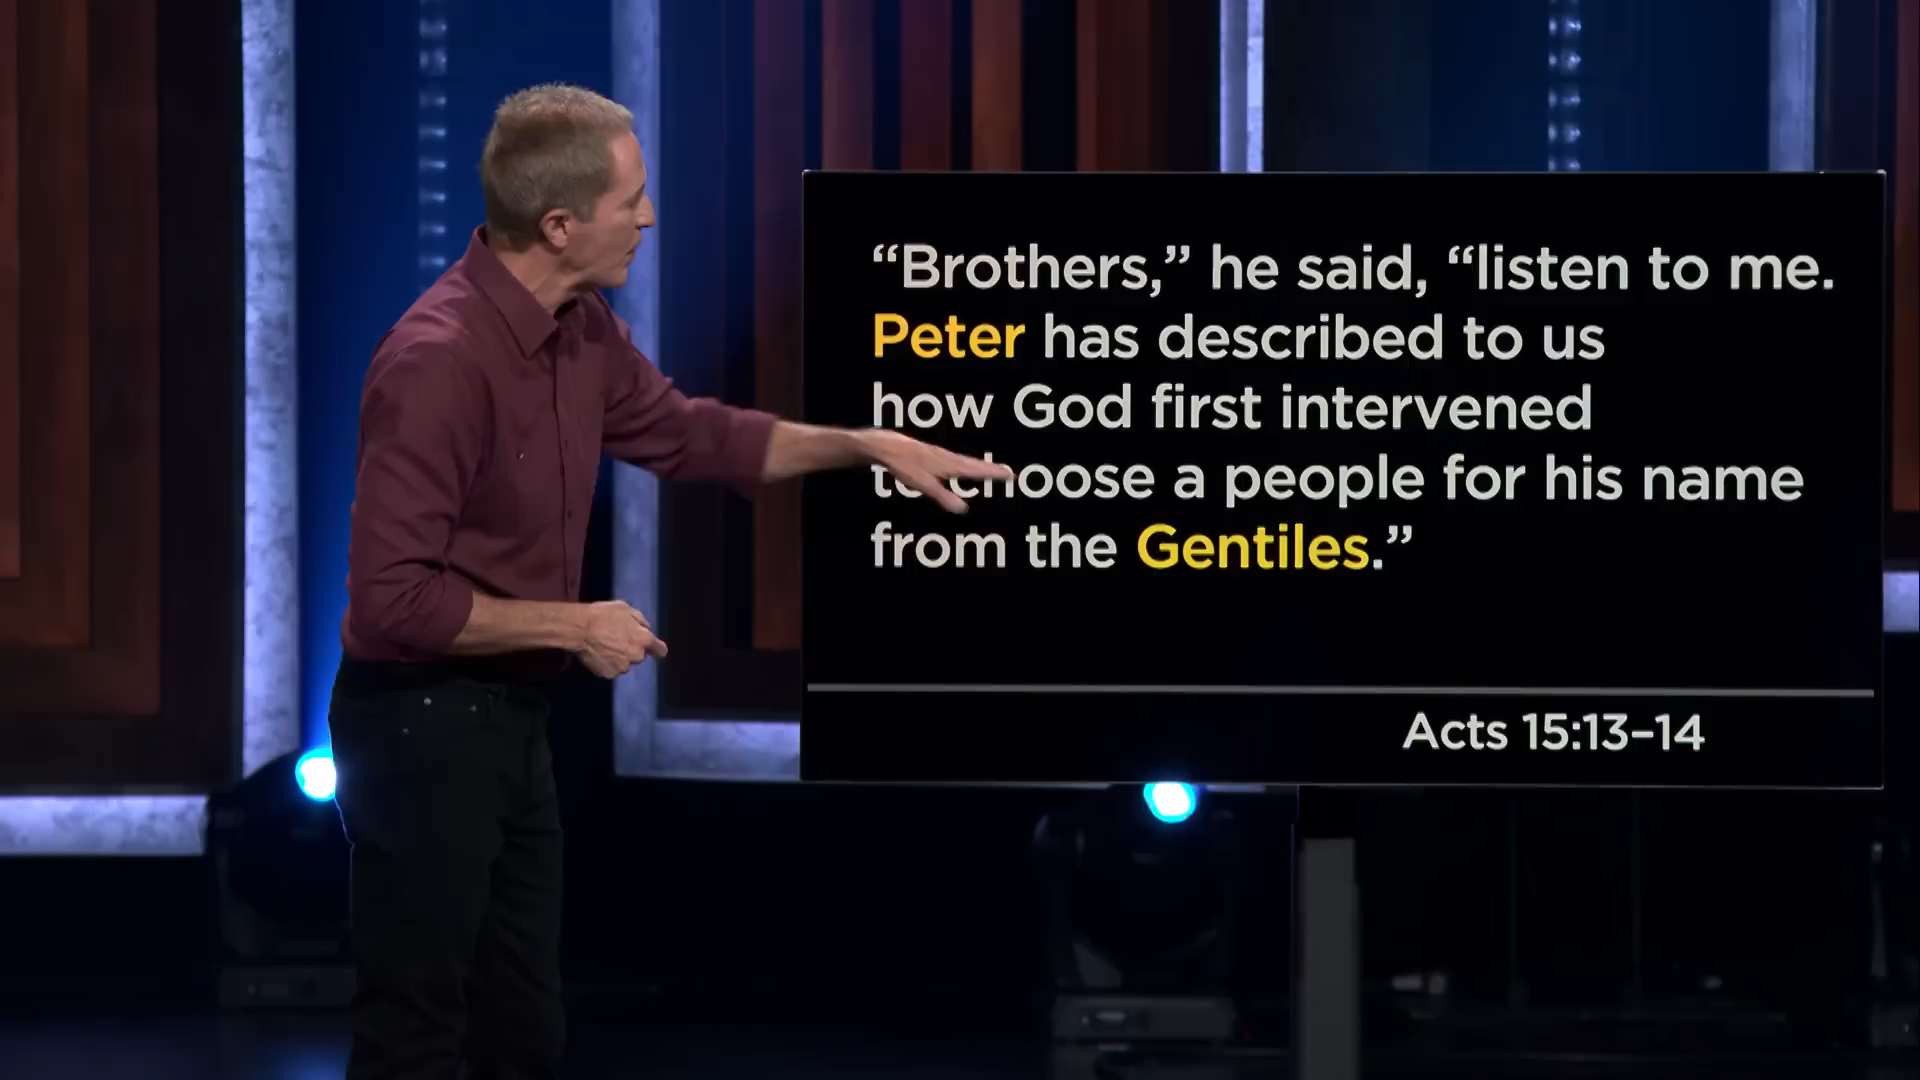 “Brothers,” he said, “listen to me.
Peter has described to us
how God first intervened
to choose a people for his name
from the Gentiles.”
Acts 15:13–14